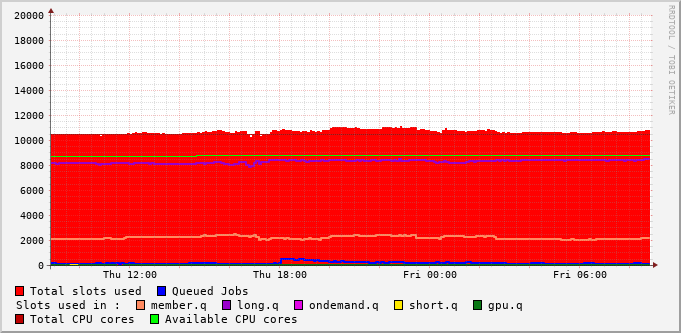 20000
18000
16000
14000
12000
10000
8000
6000
4000
2000
0
Thu 12:00 Thu 18:00 Fri 00:00 Fri 06:00
Total slots used Queued Jobs
Slots used in : member.q long.q ondemand.q short.q gpu.q
Total CPU cores Available CPU cores
RRDTOOL / TOBI OETIKER